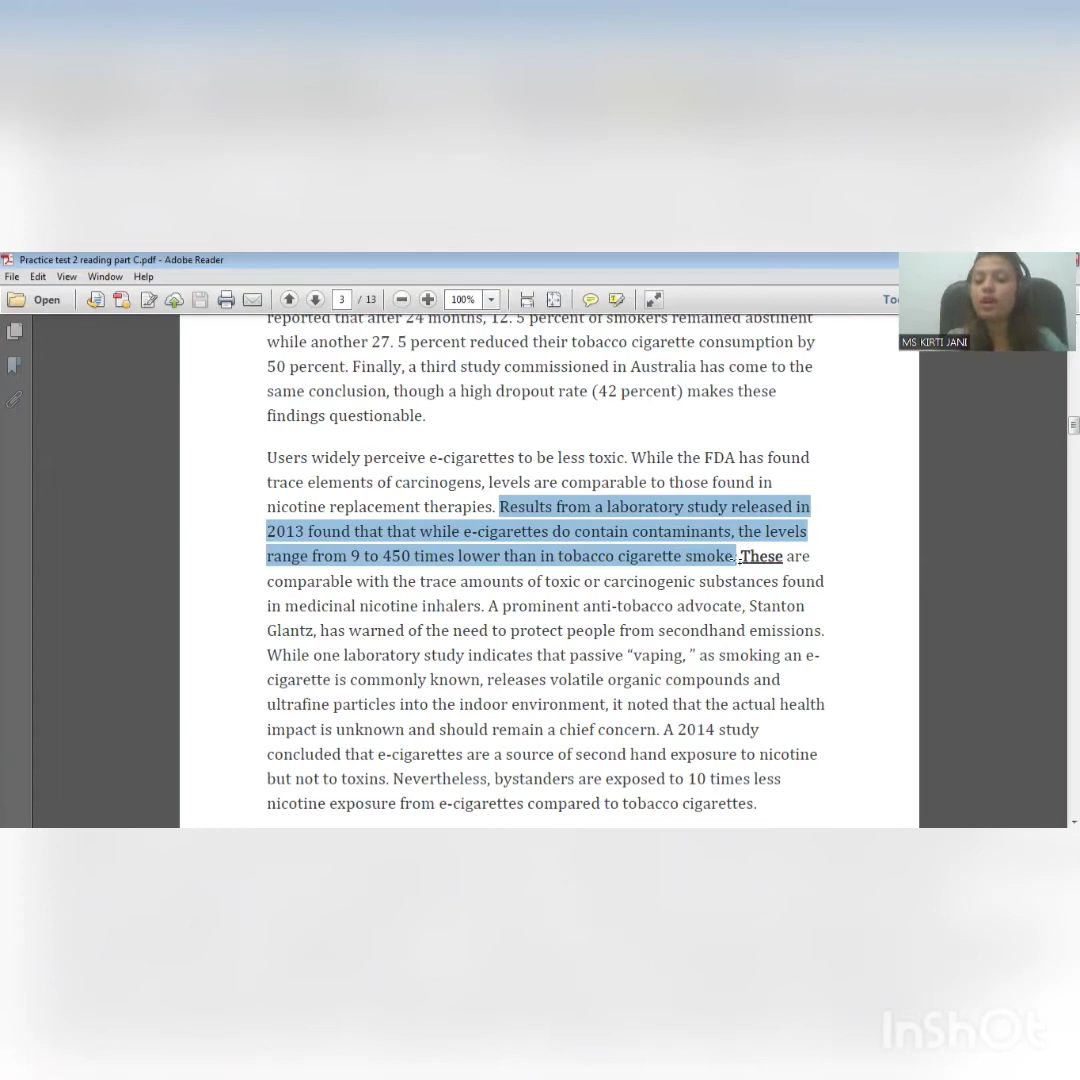 Practice test 2 reading part C.pdf - Adobe Reader
File Edit View Window Help
Open 3 / 13 100%
MS KIRTI JANI
reported that after 24 months, 12. 5 percent of smokers remained abstinent
while another 27. 5 percent reduced their tobacco cigarette consumption by
50 percent. Finally, a third study commissioned in Australia has come to the
same conclusion, though a high dropout rate (42 percent) makes these
findings questionable.
Users widely perceive e-cigarettes to be less toxic. While the FDA has found
trace elements of carcinogens, levels are comparable to those found in
nicotine replacement therapies. Results from a laboratory study released in
2013 found that that while e-cigarettes do contain contaminants, the levels
range from 9 to 450 times lower than in tobacco cigarette smoke. These are
comparable with the trace amounts of toxic or carcinogenic substances found
in medicinal nicotine inhalers. A prominent anti-tobacco advocate, Stanton
Glantz, has warned of the need to protect people from secondhand emissions.
While one laboratory study indicates that passive “vaping, ” as smoking an e-
cigarette is commonly known, releases volatile organic compounds and
ultrafine particles into the indoor environment, it noted that the actual health
impact is unknown and should remain a chief concern. A 2014 study
concluded that e-cigarettes are a source of second hand exposure to nicotine
but not to toxins. Nevertheless, bystanders are exposed to 10 times less
nicotine exposure from e-cigarettes compared to tobacco cigarettes.
InShOt